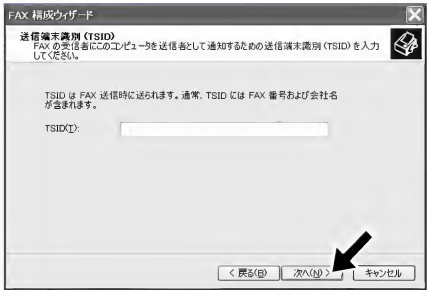 FAX 構成ウィザード
送信端末識別 (TSID)
FAX の受信者にこのコンピュータを送信者として通知するための送信端末識別 (TSID) を入力
してください。
TSID は FAX 送信時に送られます。通常、TSID には FAX 番号および会社名
が含まれます。
TSID(T):
< 戻る(B)
次へ(N) >
キャンセル